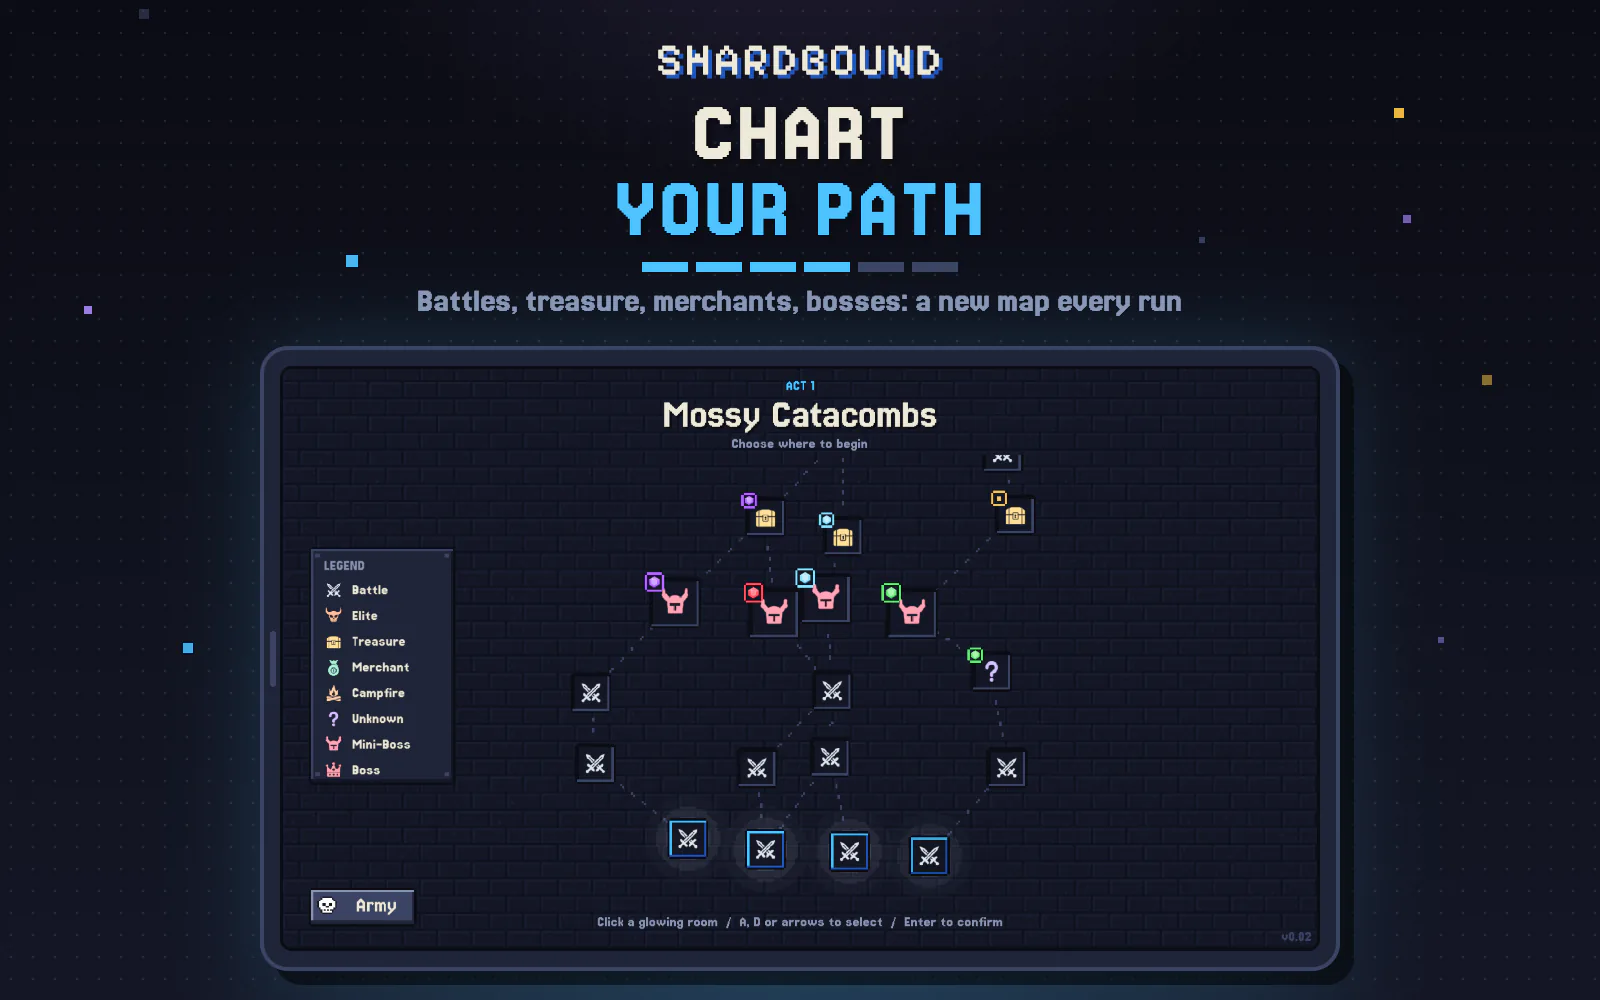 SHARDBOUND
CHART
YOUR PATH
Battles, treasure, merchants, bosses: a new map every run
ACT 1
Mossy Catacombs
Choose where to begin
LEGEND
Battle
Elite
Treasure
Merchant
Campfire
? Unknown
Mini-Boss
Boss
?
Army
Click a glowing room / A, D or arrows to select / Enter to confirm
v0.02